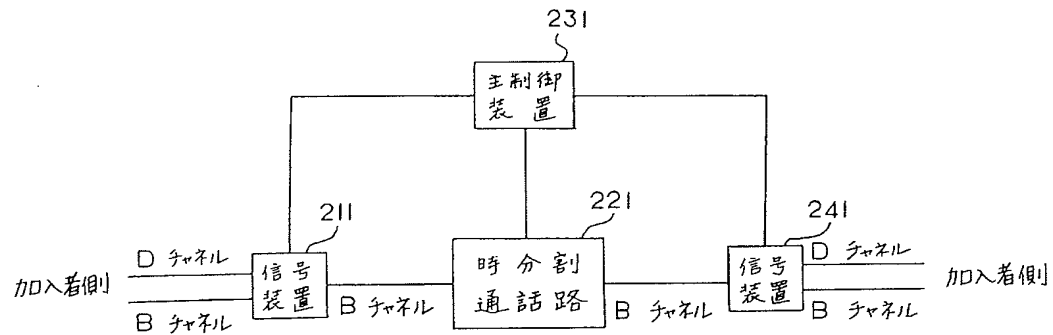 231
主制御
装置
211
221
241
D チャネル
D チャネル
加入者側
信号
装置
時分割
通話路
信号
装置
加入者側
B チャネル
B チャネル
B チャネル
B チャネル